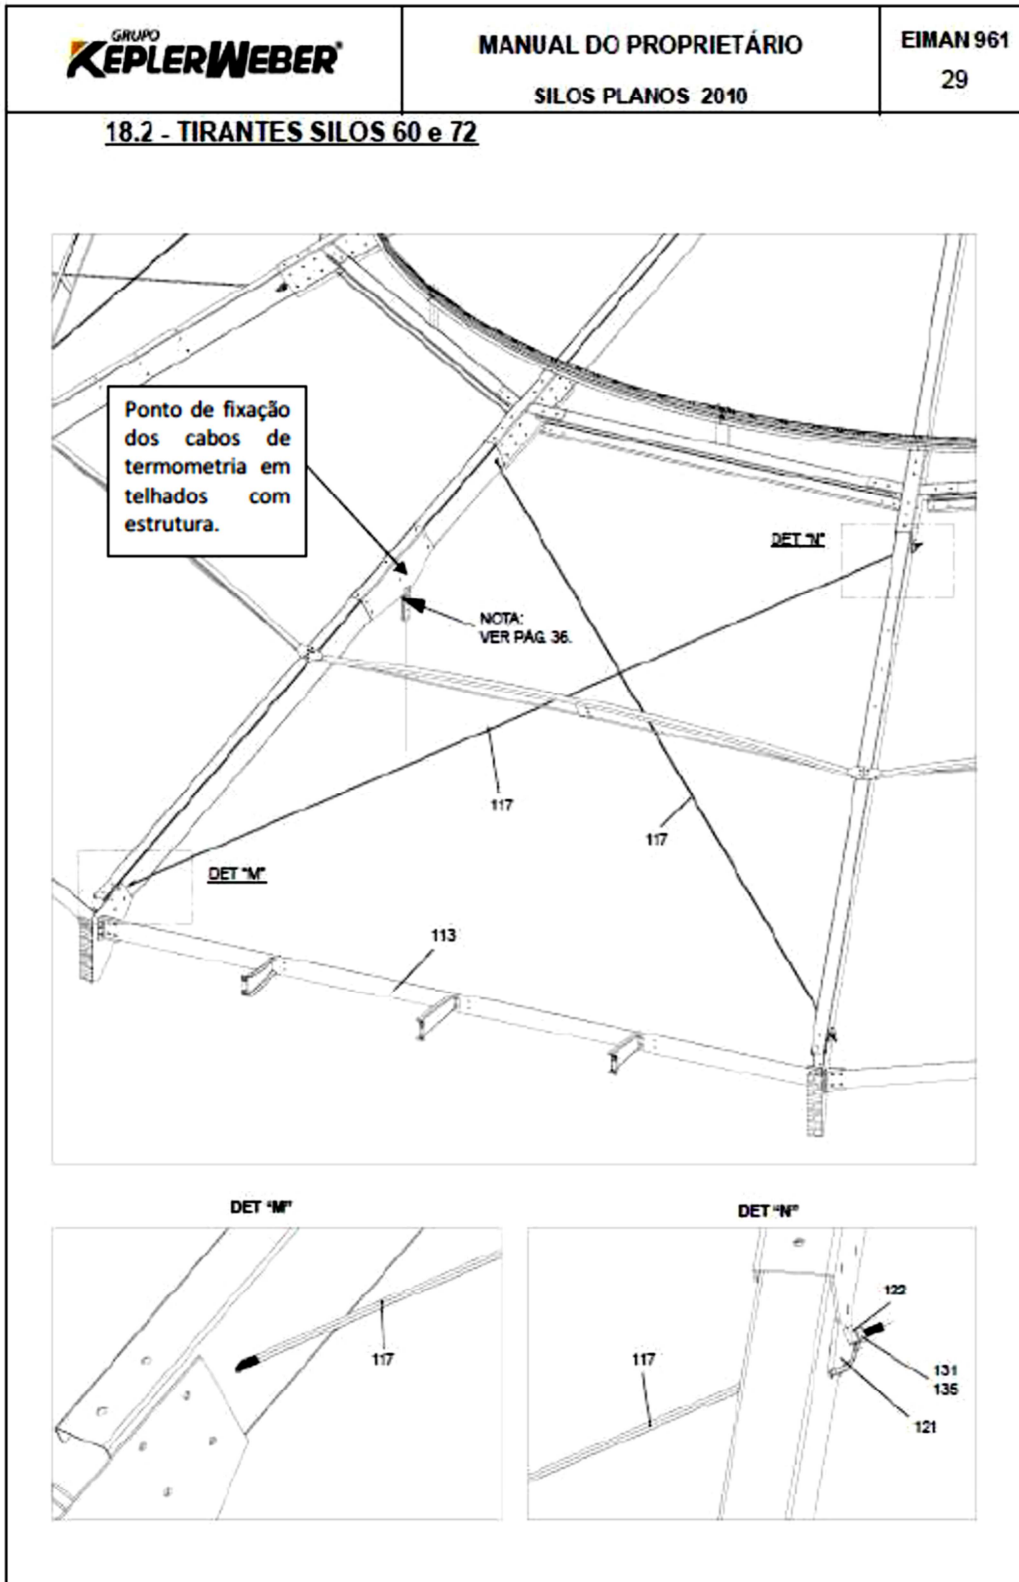 GRUPO
KEPLERWEBER
MANUAL DO PROPRIETÁRIO
SILOS PLANOS 2010
EIMAN 961
29
18.2 - TIRANTES SILOS 60 e 72
Ponto de fixação
dos cabos de
termometria em
telhados com
estrutura.
DET "N"
NOTA:
VER PÁG. 36.
117
117
DET "M"
113
DET "M"
117
DET "N"
122
117
131
135
121